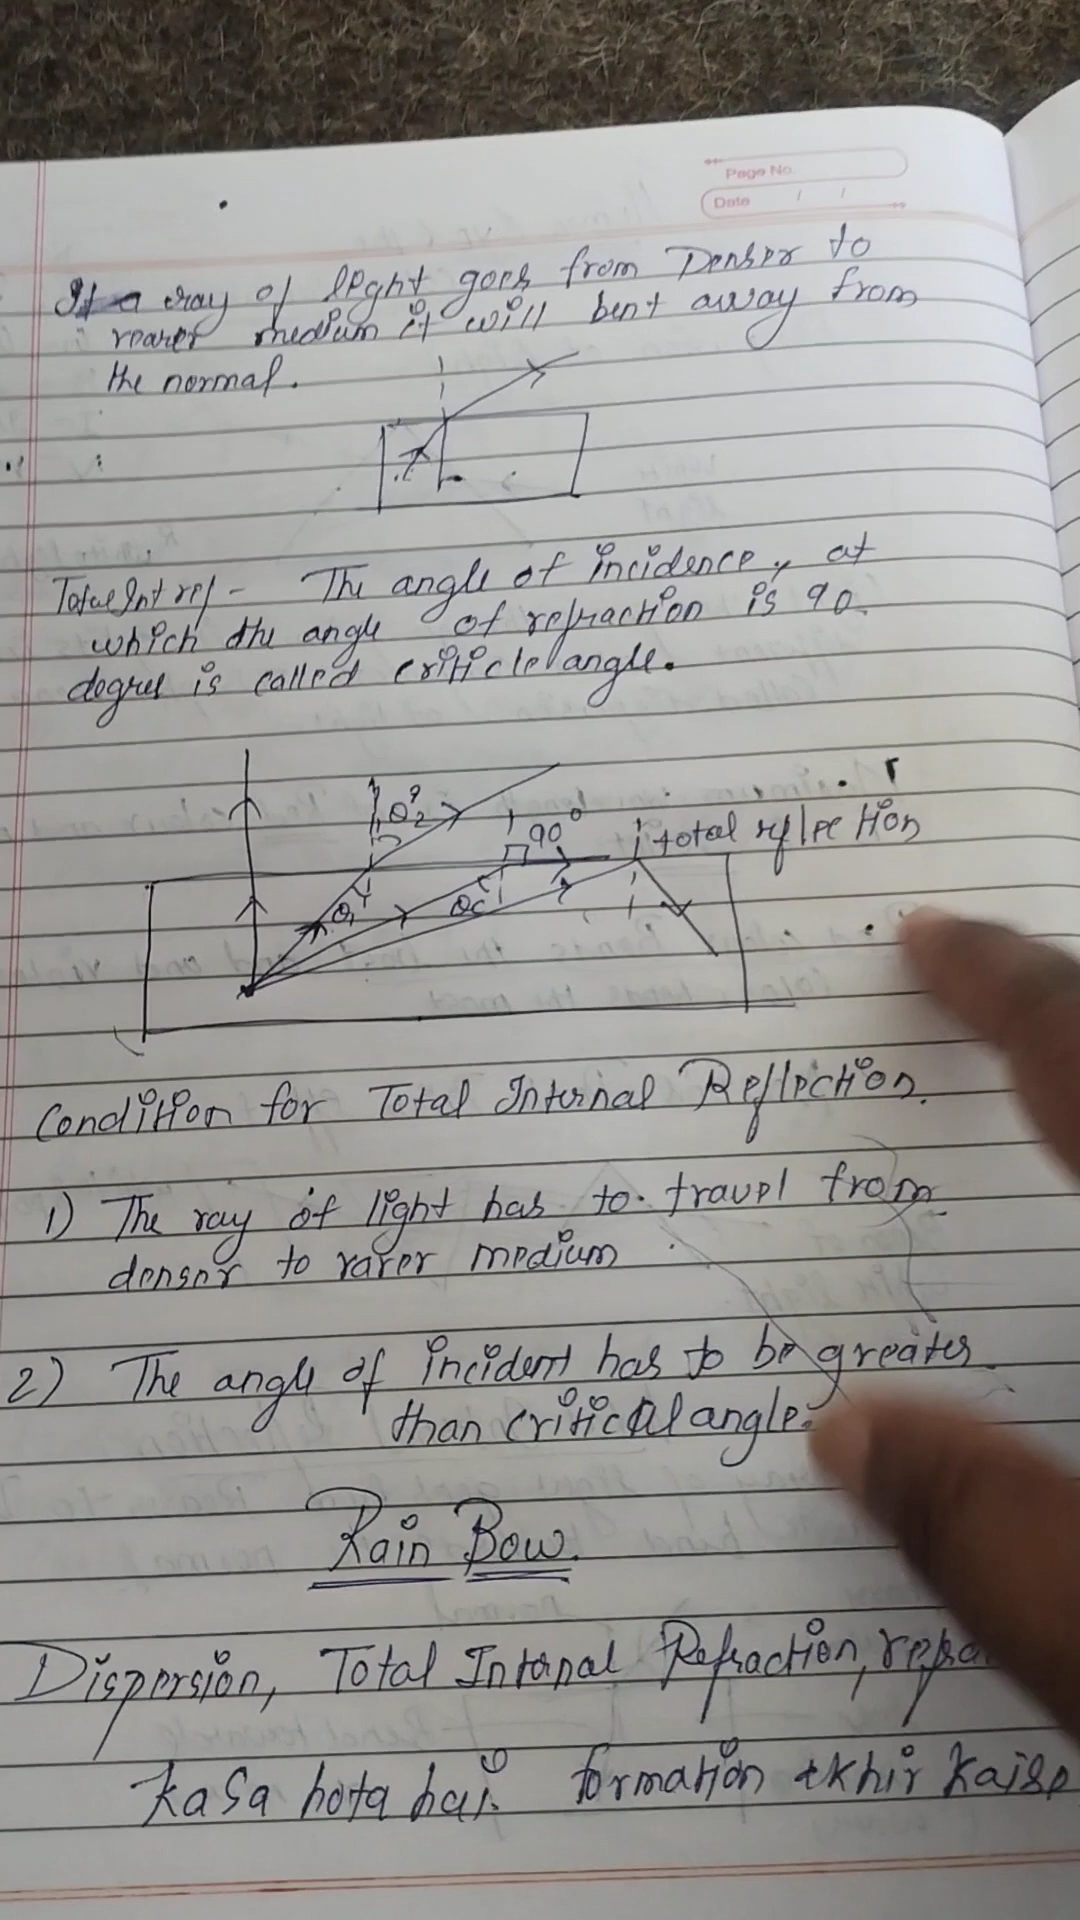 Page No.
Date / /
If a ray of light goes from Denser to
rearer medium it will bent away from
the normal.
Total Int ref - The angle of incidence, at
which the angle of refraction is 90
degree is called criticle angle.
θ2
90°
total reflection
θ1
θc
Condition for Total Internal Reflection.
1) The ray of light has to travel from
denser to rarer medium
2) The angle of incident has to be greater
than critical angle.
Rain Bow.
Dispersion, Total Internal Refraction,
kasa hota hai. formation kaise